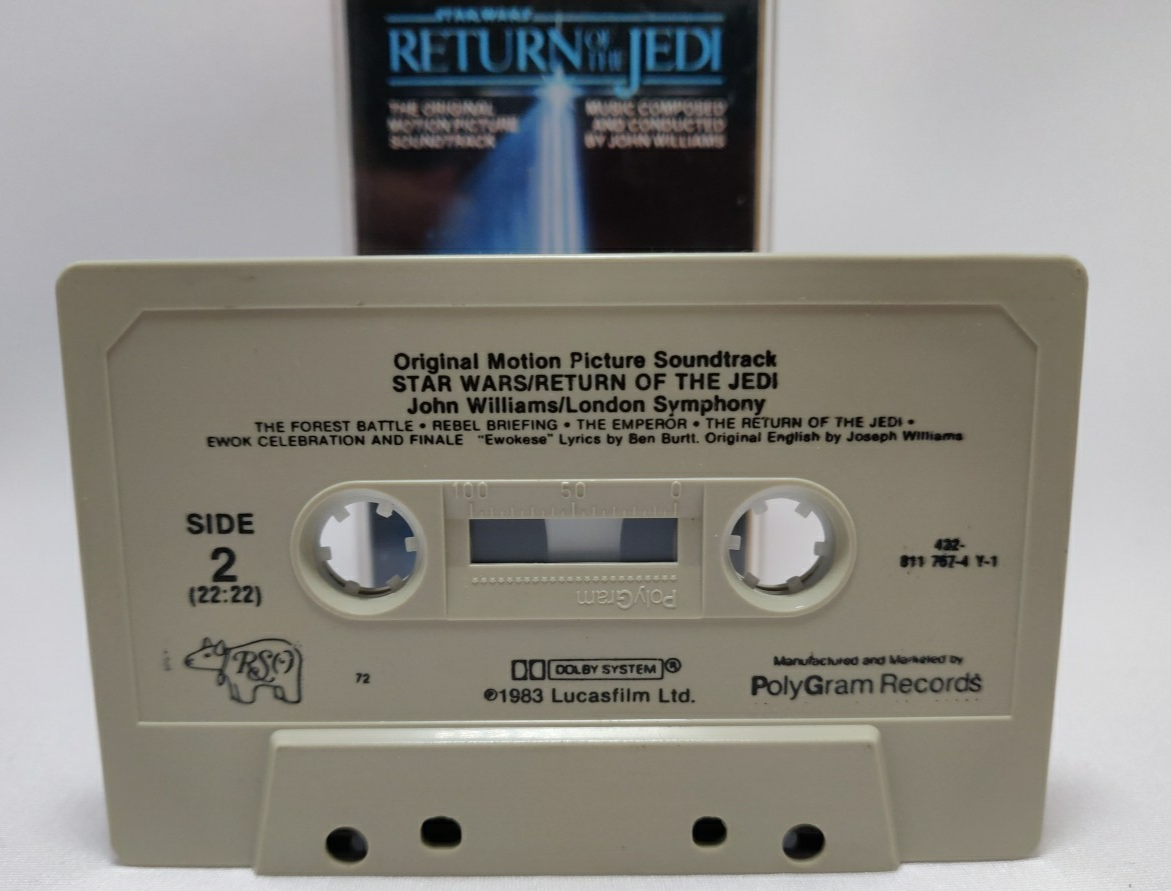 STAR WARS
RETURN OF THE JEDI
THE ORIGINAL
MOTION PICTURE
SOUNDTRACK
MUSIC COMPOSED
AND CONDUCTED
BY JOHN WILLIAMS
Original Motion Picture Soundtrack
STAR WARS/RETURN OF THE JEDI
John Williams/London Symphony
THE FOREST BATTLE • REBEL BRIEFING • THE EMPEROR • THE RETURN OF THE JEDI •
EWOK CELEBRATION AND FINALE "Ewokese" Lyrics by Ben Burtt. Original English by Joseph Williams
100 50 0
SIDE
2
(22:22)
PolyGram
422-
811 767-4 Y-1
RSO
72
DOLBY SYSTEM®
℗1983 Lucasfilm Ltd.
Manufactured and Marketed by
PolyGram Records